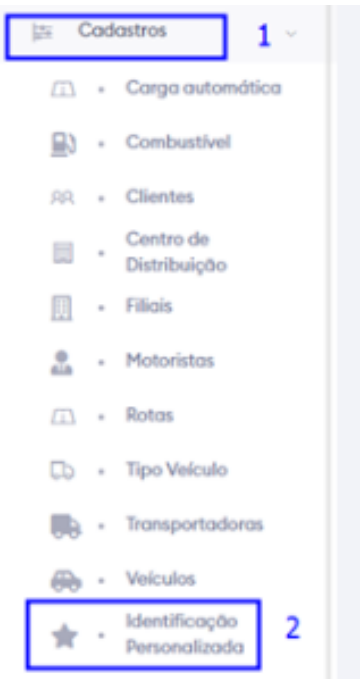 Cadastros 1
Carga automática
Combustível
Clientes
Centro de
Distribuição
Filiais
Motoristas
Rotas
Tipo Veículo
Transportadoras
Veículos
Identificação
Personalizada 2